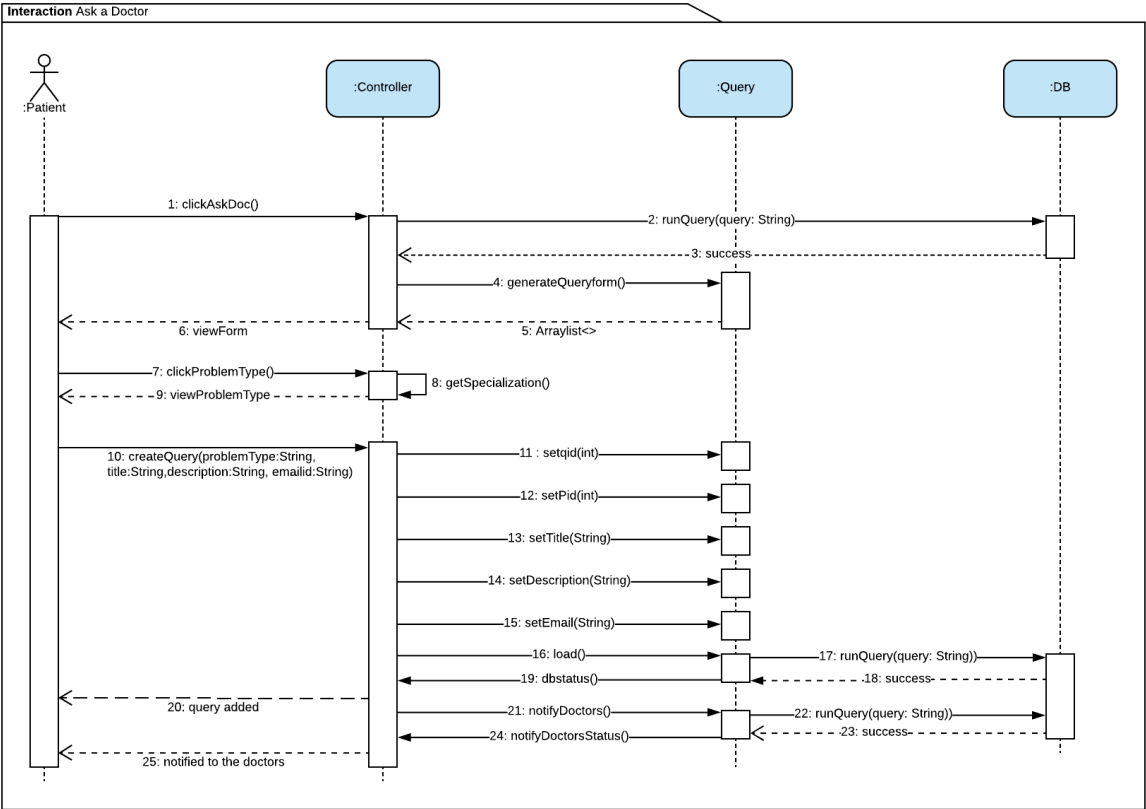 Interaction Ask a Doctor
:Patient
:Controller
:Query
:DB
1: clickAskDoc()
2: runQuery(query: String)
3: success
4: generateQueryform()
5: Arraylist<>
6: viewForm
7: clickProblemType()
8: getSpecialization()
9: viewProblemType
10: createQuery(problemType:String,
title:String,description:String, emailid:String)
11 : setqid(int)
12: setPid(int)
13: setTitle(String)
14: setDescription(String)
15: setEmail(String)
16: load()
17: runQuery(query: String))
18: success
19: dbstatus()
20: query added
21: notifyDoctors()
22: runQuery(query: String))
23: success
24: notifyDoctorsStatus()
25: notified to the doctors